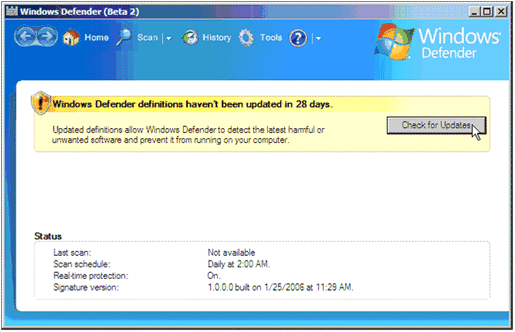 Windows Defender (Beta 2)
Home Scan History Tools
Windows Defender
Windows Defender definitions haven't been updated in 28 days.
Updated definitions allow Windows Defender to detect the latest harmful or
unwanted software and prevent it from running on your computer.
Check for Updates
Status
Last scan: Not available
Scan schedule: Daily at 2:00 AM.
Real-time protection: On.
Signature version: 1.0.0.0 built on 1/25/2006 at 11:29 AM.